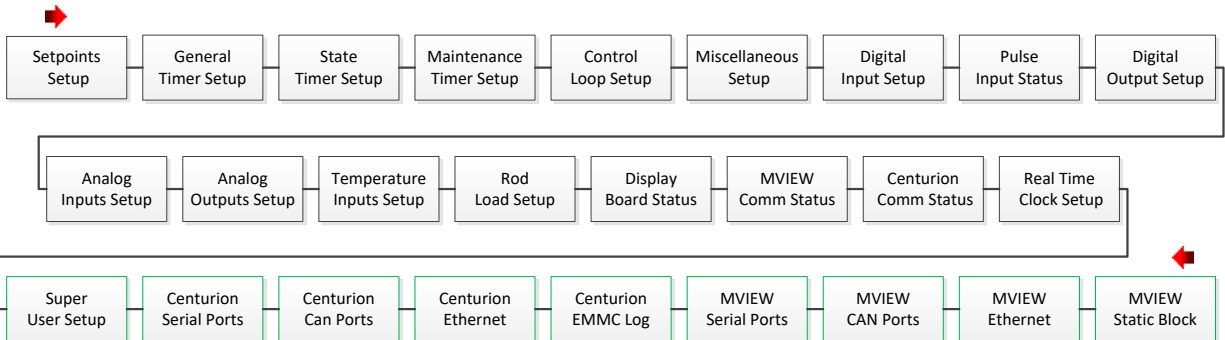 Setpoints
Setup
General
Timer Setup
State
Timer Setup
Maintenance
Timer Setup
Control
Loop Setup
Miscellaneous
Setup
Digital
Input Setup
Pulse
Input Status
Digital
Output Setup
Analog
Inputs Setup
Analog
Outputs Setup
Temperature
Inputs Setup
Rod
Load Setup
Display
Board Status
MVIEW
Comm Status
Centurion
Comm Status
Real Time
Clock Setup
Super
User Setup
Centurion
Serial Ports
Centurion
Can Ports
Centurion
Ethernet
Centurion
EMMC Log
MVIEW
Serial Ports
MVIEW
CAN Ports
MVIEW
Ethernet
MVIEW
Static Block